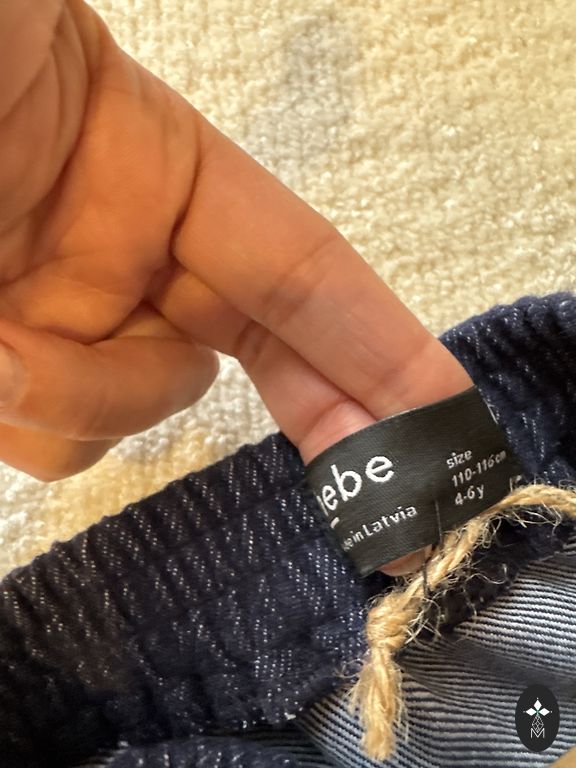 ebe
in Latvia
size
110-116cm
4-6y
M